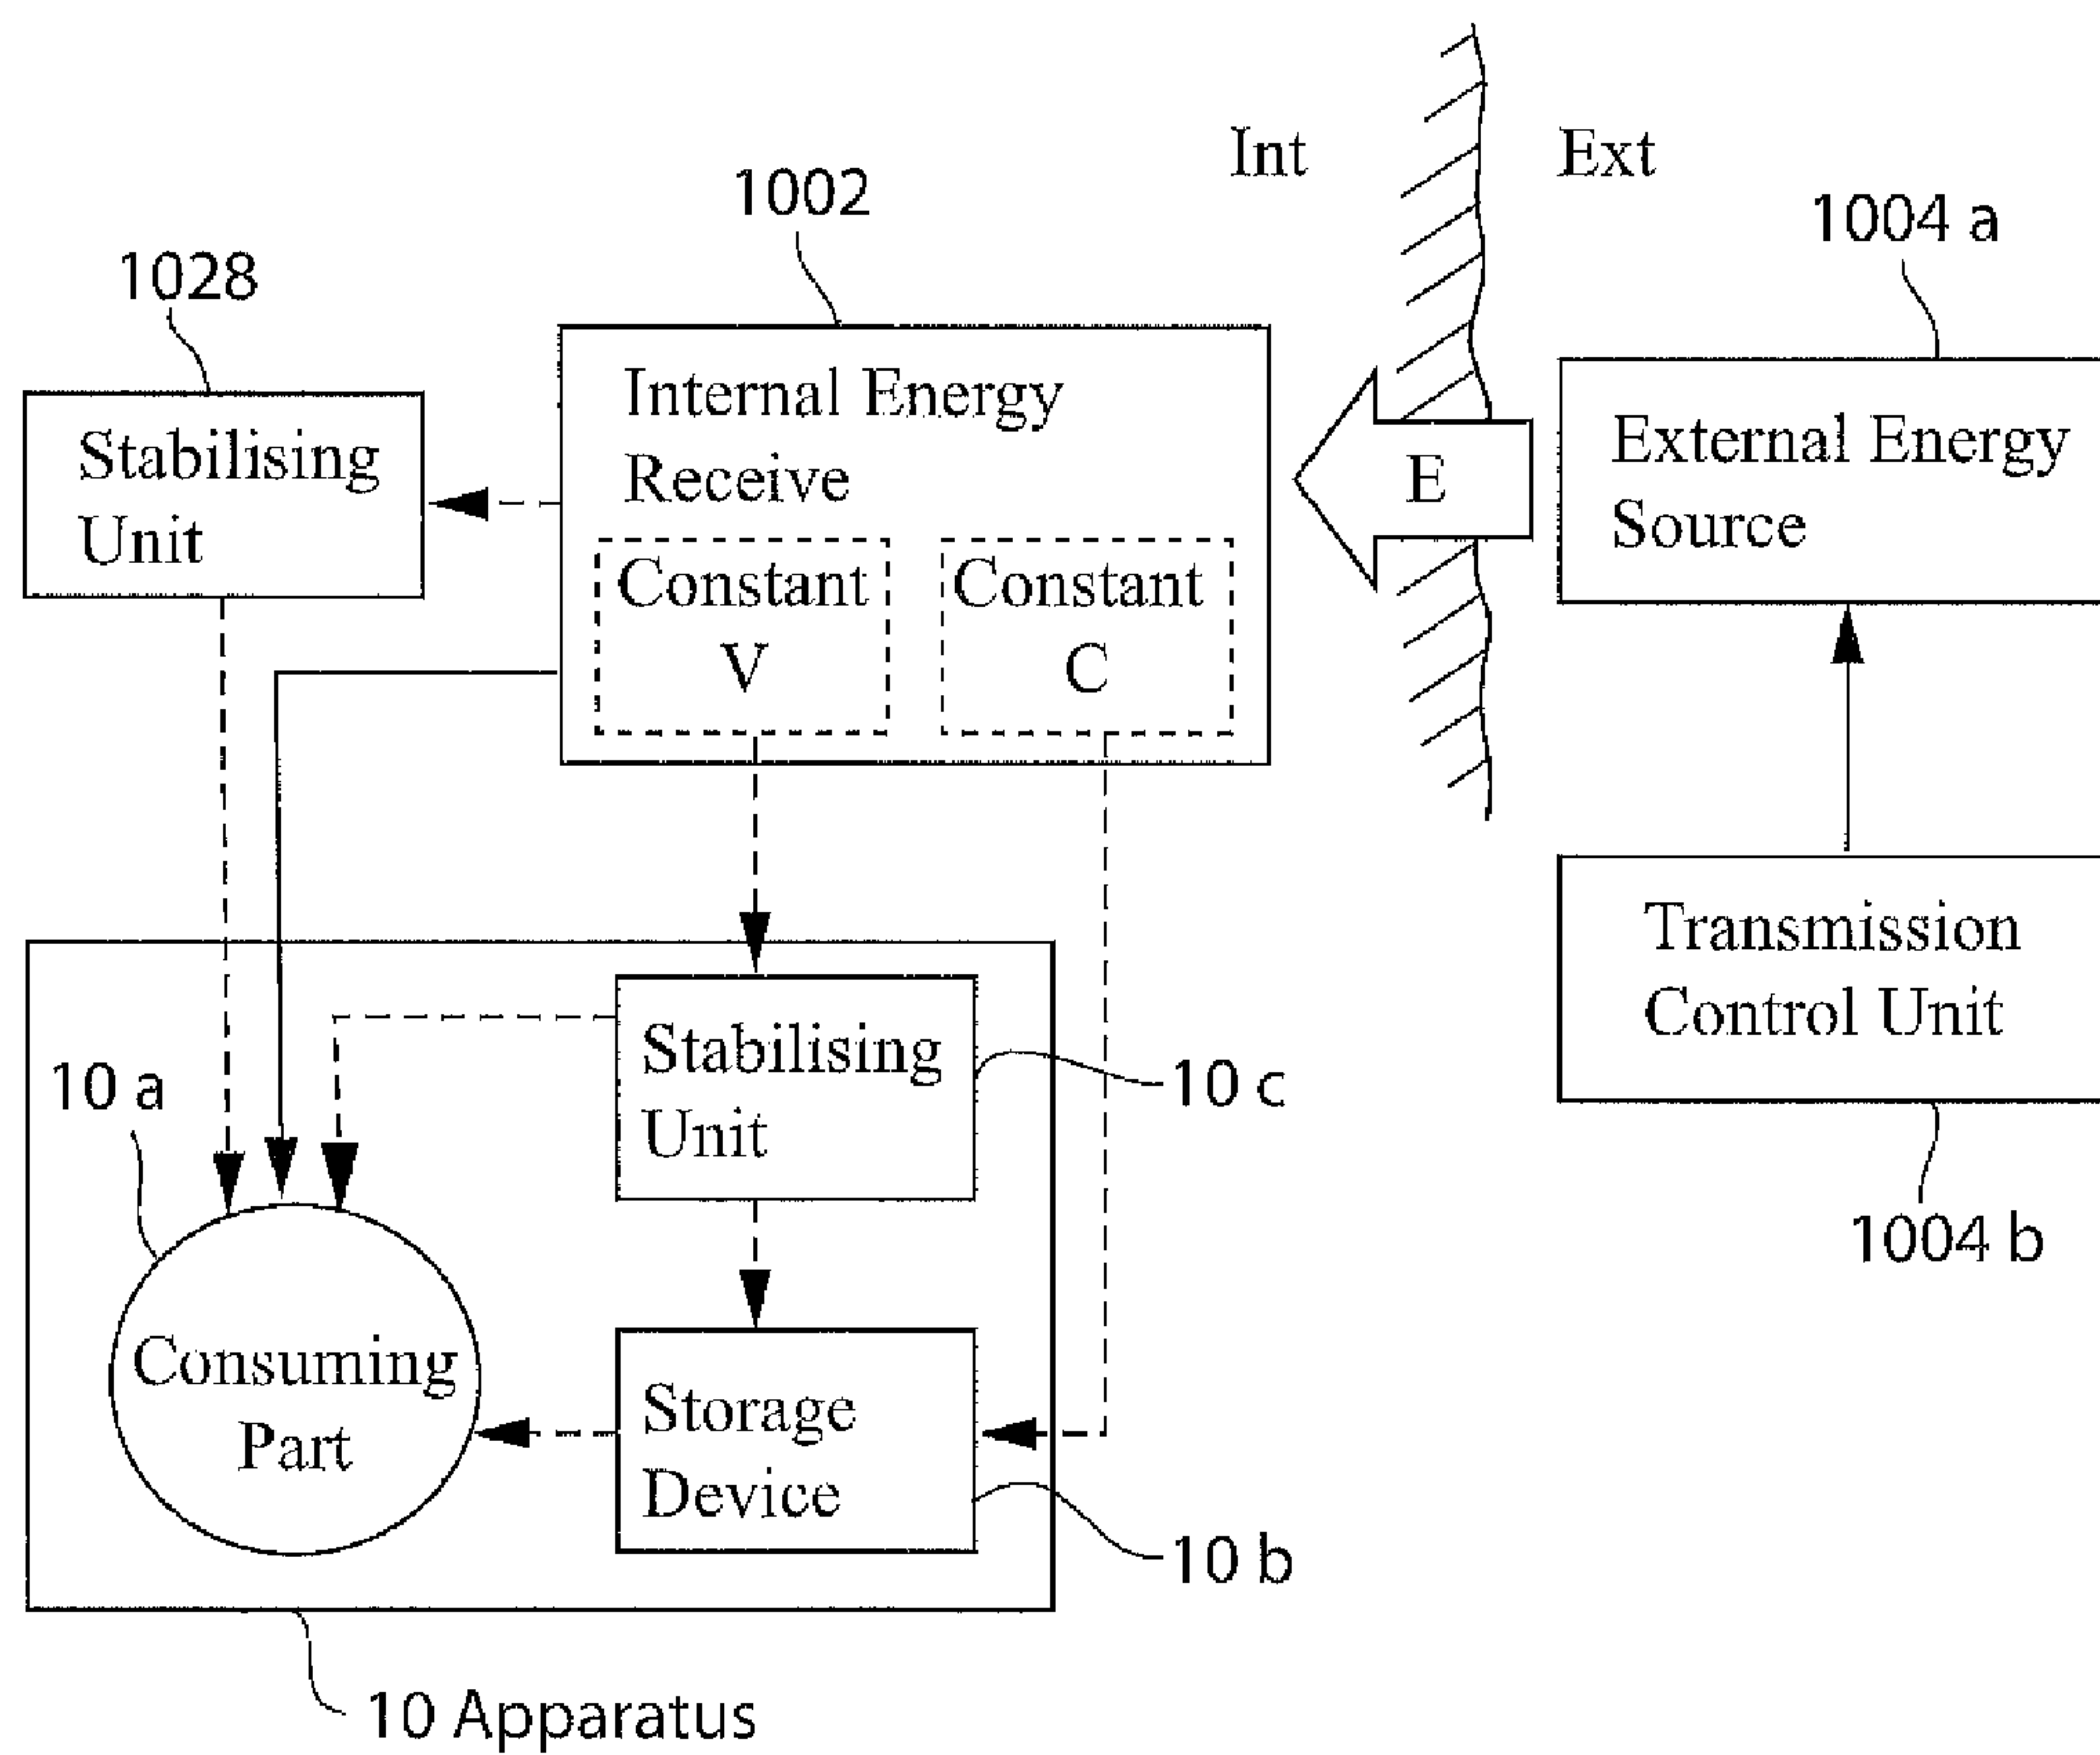 Int
Ext
1002
1004 a
1028
Internal Energy
Receive
Stabilising
Unit
E
External Energy
Source
Constant
V
Constant
C
Transmission
Control Unit
10 a
Stabilising
Unit
10 c
1004 b
Consuming
Part
Storage
Device
10 b
10 Apparatus